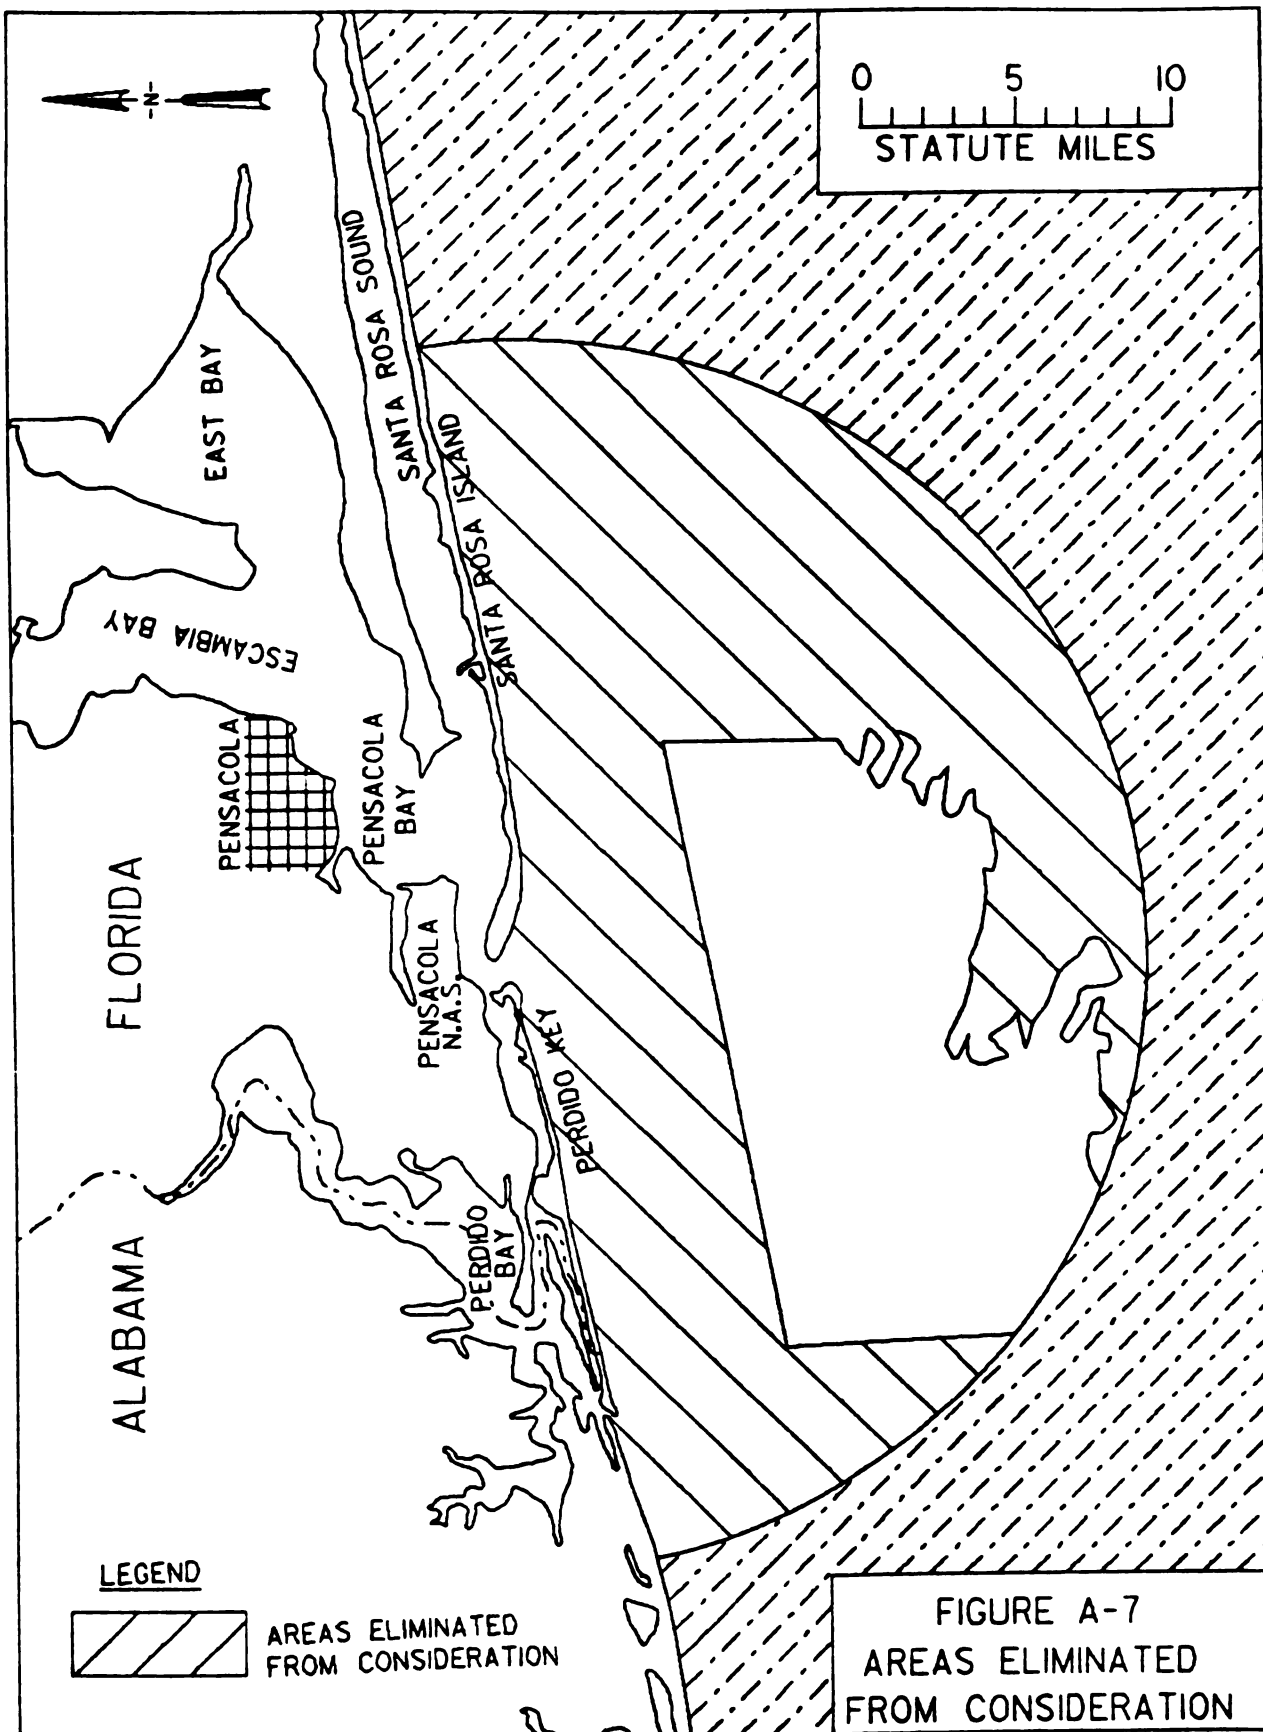 0 5 10
STATUTE MILES
-N-
SANTA ROSA SOUND
EAST BAY
SANTA ROSA ISLAND
ESCAMBIA BAY
PENSACOLA
PENSACOLA
BAY
FLORIDA
PENSACOLA
N.A.S.
PERDIDO KEY
PERDIDO
BAY
ALABAMA
LEGEND
AREAS ELIMINATED
FROM CONSIDERATION
FIGURE A-7
AREAS ELIMINATED
FROM CONSIDERATION